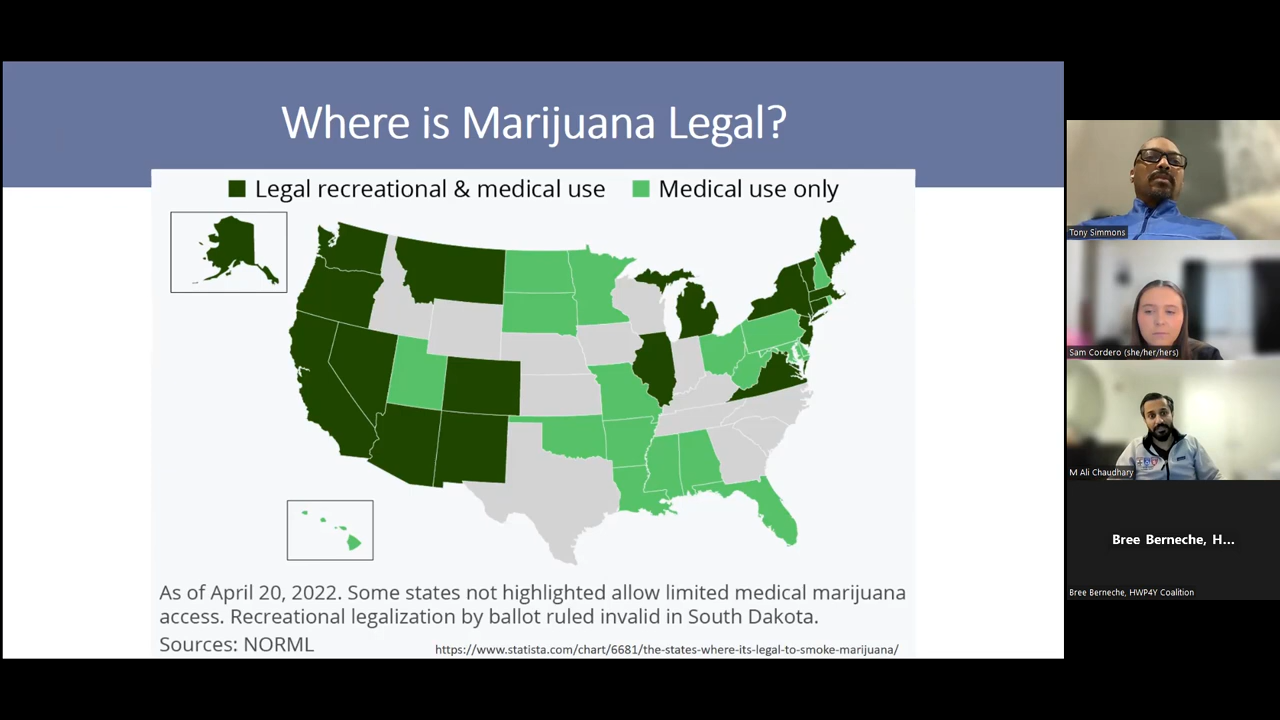 Where is Marijuana Legal?
Legal recreational & medical use
Medical use only
As of April 20, 2022. Some states not highlighted allow limited medical marijuana
access. Recreational legalization by ballot ruled invalid in South Dakota.
Sources: NORML
https://www.statista.com/chart/6681/the-states-where-its-legal-to-smoke-marijuana/
Tony Simmons
Sam Cordero (she/her/hers)
M Ali Chaudhary
Bree Berneche, H...
Bree Berneche, HWP4Y Coalition